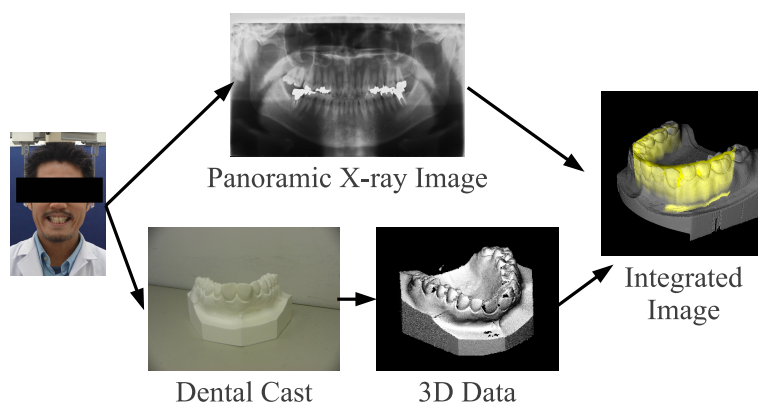 Panoramic X-ray Image
Integrated
Image
Dental Cast
3D Data